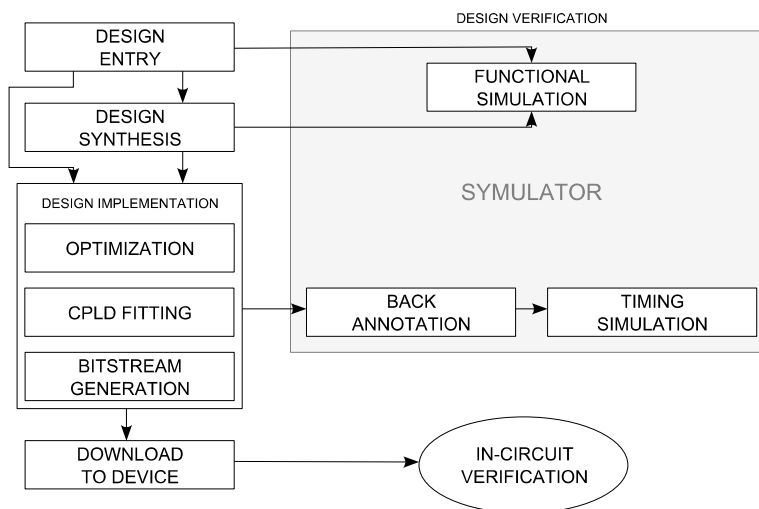 DESIGN VERIFICATION
DESIGN
ENTRY
FUNCTIONAL
SIMULATION
DESIGN
SYNTHESIS
SYMULATOR
DESIGN IMPLEMENTATION
OPTIMIZATION
CPLD FITTING
BACK
ANNOTATION
TIMING
SIMULATION
BITSTREAM
GENERATION
DOWNLOAD
TO DEVICE
IN-CIRCUIT
VERIFICATION